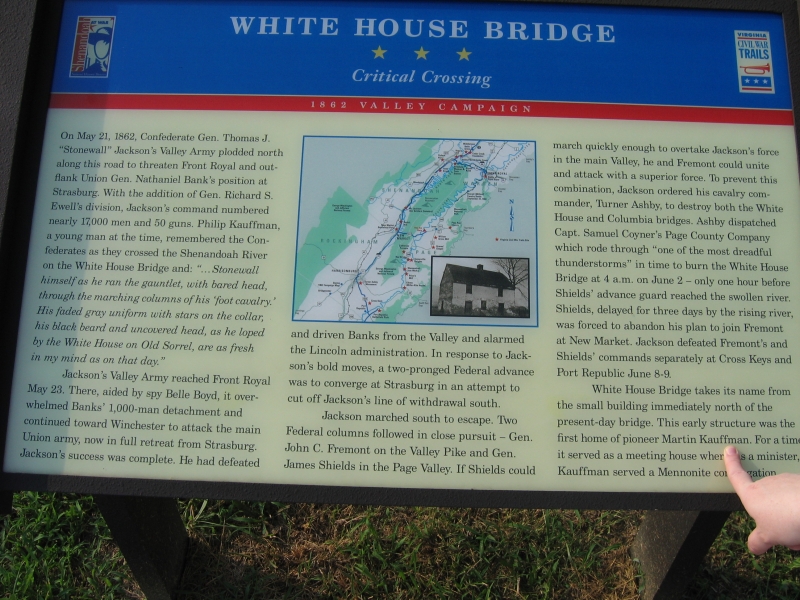 WHITE HOUSE BRIDGE
Critical Crossing
1862 VALLEY CAMPAIGN
Shenandoah
AT WAR
VIRGINIA
CIVIL WAR
TRAILS
On May 21, 1862, Confederate Gen. Thomas J.
"Stonewall" Jackson's Valley Army plodded north
along this road to threaten Front Royal and out-
flank Union Gen. Nathaniel Bank's position at
Strasburg. With the addition of Gen. Richard S.
Ewell's division, Jackson's command numbered
nearly 17,000 men and 50 guns. Philip Kauffman,
a young man at the time, remembered the Con-
federates as they crossed the Shenandoah River
on the White House Bridge and: "...Stonewall
himself as he ran the gauntlet, with bared head,
through the marching columns of his 'foot cavalry.'
His faded gray uniform with stars on the collar,
his black beard and uncovered head, as he loped
by the White House on Old Sorrel, are as fresh
in my mind as on that day."
Jackson's Valley Army reached Front Royal
May 23. There, aided by spy Belle Boyd, it over-
whelmed Banks' 1,000-man detachment and
continued toward Winchester to attack the main
Union army, now in full retreat from Strasburg.
Jackson's success was complete. He had defeated
SHENANDOAH
ROCKINGHAM
PAGE
and driven Banks from the Valley and alarmed
the Lincoln administration. In response to Jack-
son's bold moves, a two-pronged Federal advance
was to converge at Strasburg in an attempt to
cut off Jackson's line of withdrawal south.
Jackson marched south to escape. Two
Federal columns followed in close pursuit – Gen.
John C. Fremont on the Valley Pike and Gen.
James Shields in the Page Valley. If Shields could
march quickly enough to overtake Jackson's force
in the main Valley, he and Fremont could unite
and attack with a superior force. To prevent this
combination, Jackson ordered his cavalry com-
mander, Turner Ashby, to destroy both the White
House and Columbia bridges. Ashby dispatched
Capt. Samuel Coyner's Page County Company
which rode through "one of the most dreadful
thunderstorms" in time to burn the White House
Bridge at 4 a.m. on June 2 – only one hour before
Shields' advance guard reached the swollen river.
Shields, delayed for three days by the rising river,
was forced to abandon his plan to join Fremont
at New Market. Jackson defeated Fremont's and
Shields' commands separately at Cross Keys and
Port Republic June 8-9.
White House Bridge takes its name from
the small building immediately north of the
present-day bridge. This early structure was the
first home of pioneer Martin Kauffman. For a time
it served as a meeting house where as a minister,
Kauffman served a Mennonite congregation